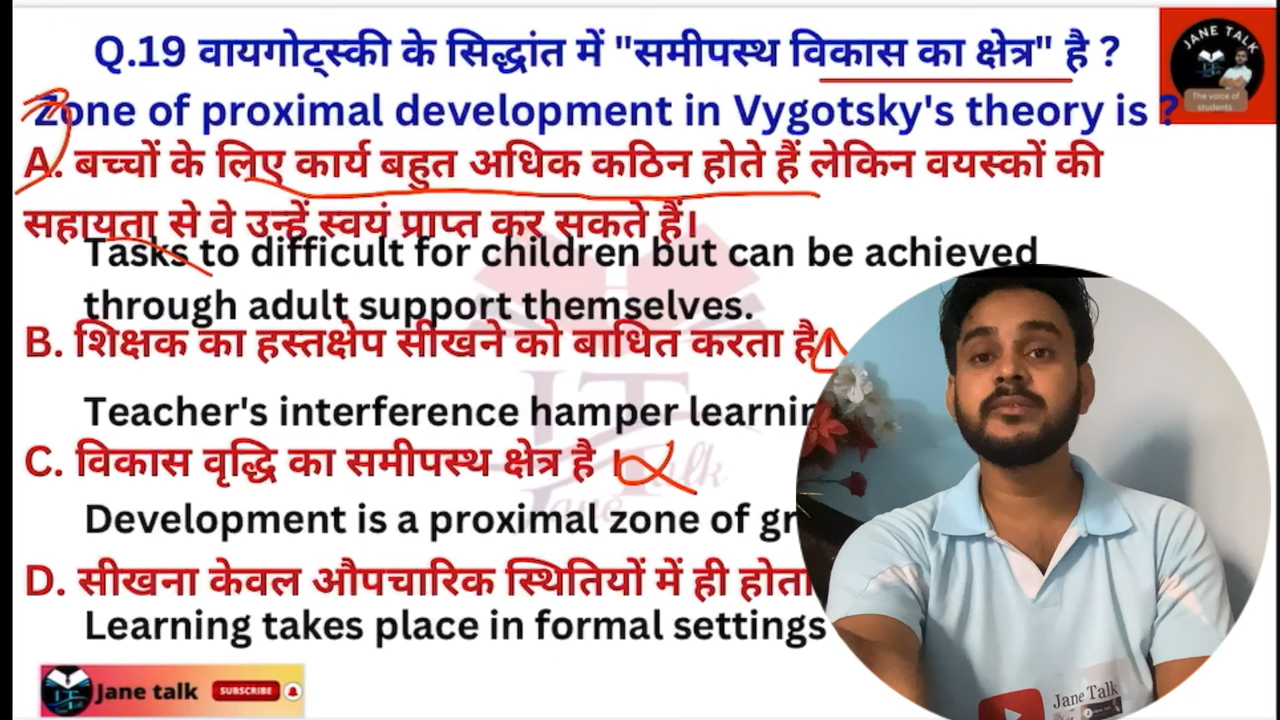 Q.19 वायगोट्स्की के सिद्धांत में "समीपस्थ विकास का क्षेत्र" है ?
Zone of proximal development in Vygotsky's theory is ?
A. बच्चों के लिए कार्य बहुत अधिक कठिन होते हैं लेकिन वयस्कों की
सहायता से वे उन्हें स्वयं प्राप्त कर सकते हैं।
Tasks to difficult for children but can be achieved
through adult support themselves.
B. शिक्षक का हस्तक्षेप सीखने को बाधित करता है।
Teacher's interference hamper
C. विकास वृद्धि का समीपस्थ क्षेत्र है ।
Development is a proximal zone of
D. सीखना केवल औपचारिक स्थितियों में ही होता
Learning takes place in formal settings
JANE TALK
The voice of
students
Jane talk
SUBSCRIBE
Jane Talk